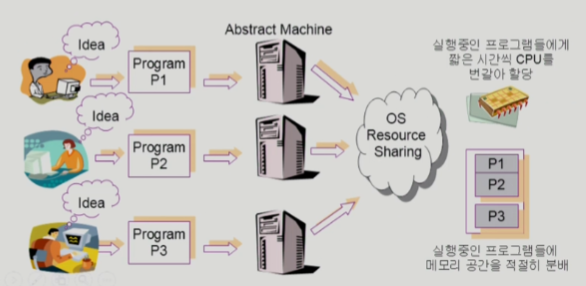 Abstract Machine
Idea
Program
P1
Idea
Program
P2
Idea
Program
P3
OS
Resource
Sharing
실행중인 프로그램들에게
짧은 시간씩 CPU를
번갈아 할당
P1
P2
P3
실행중인 프로그램들에
메모리 공간을 적절히 분배